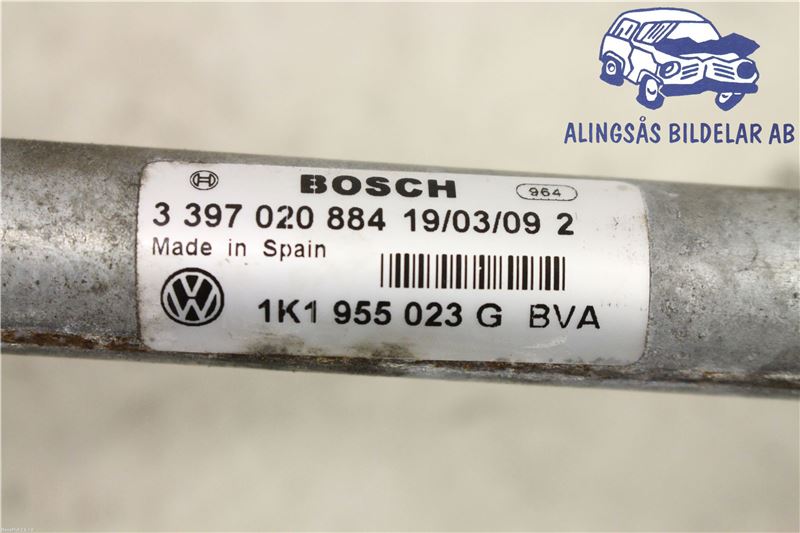 ALINGSÅS BILDELAR AB
BOSCH 964
3 397 020 884 19/03/09 2
Made in Spain
VW
1K1 955 023 G BVA